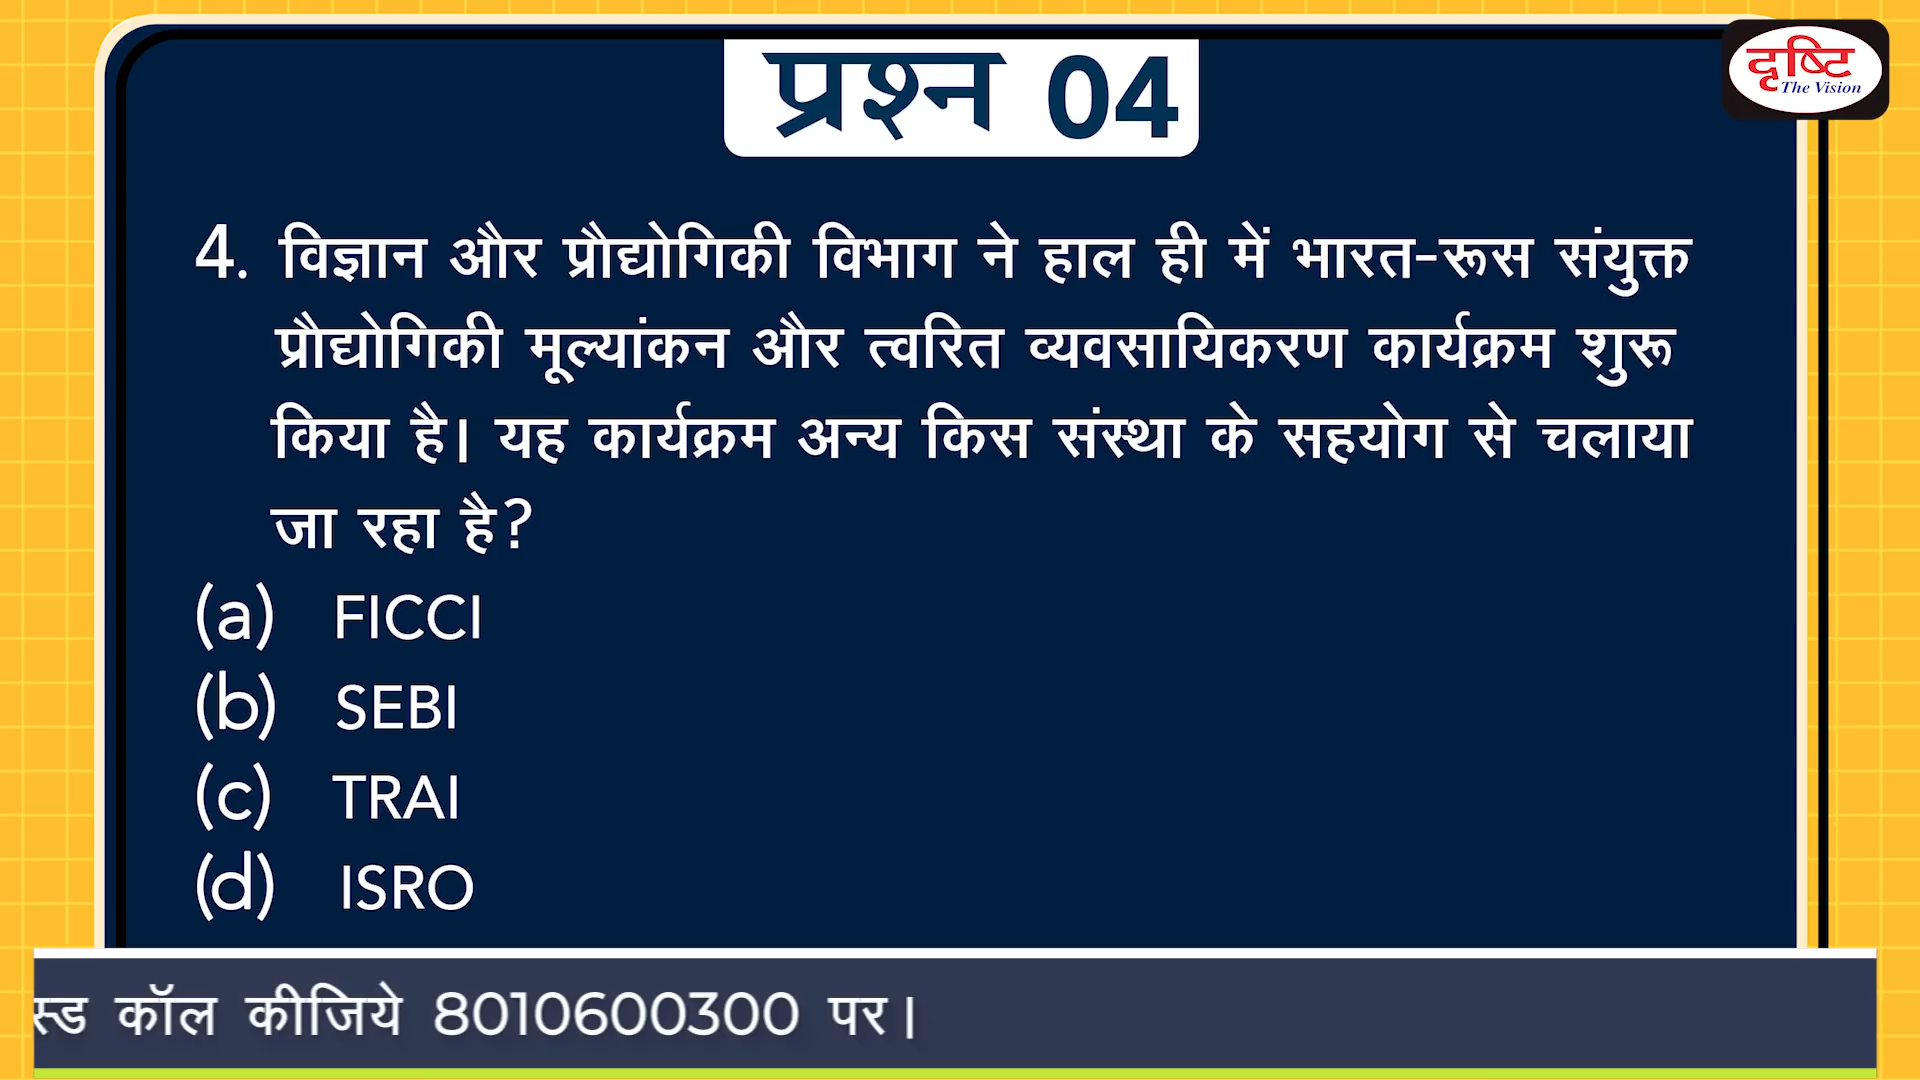 प्रश्न 04
दृष्टि
The Vision
4. विज्ञान और प्रौद्योगिकी विभाग ने हाल ही में भारत-रूस संयुक्त
प्रौद्योगिकी मूल्यांकन और त्वरित व्यवसायिकरण कार्यक्रम शुरू
किया है। यह कार्यक्रम अन्य किस संस्था के सहयोग से चलाया
जा रहा है?
(a) FICCI
(b) SEBI
(c) TRAI
(d) ISRO
स्ड कॉल कीजिये 8010600300 पर।